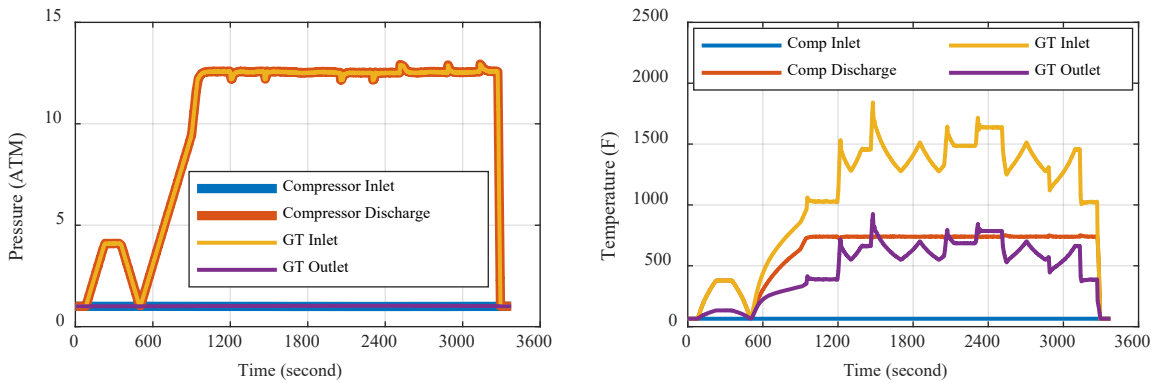 15
10
5
0
Pressure (ATM)
Compressor Inlet
Compressor Discharge
GT Inlet
GT Outlet
0 600 1200 1800 2400 3000 3600
Time (second)
2500
2000
1500
1000
500
0
Temperature (F)
Comp Inlet GT Inlet
Comp Discharge GT Outlet
0 600 1200 1800 2400 3000 3600
Time (second)